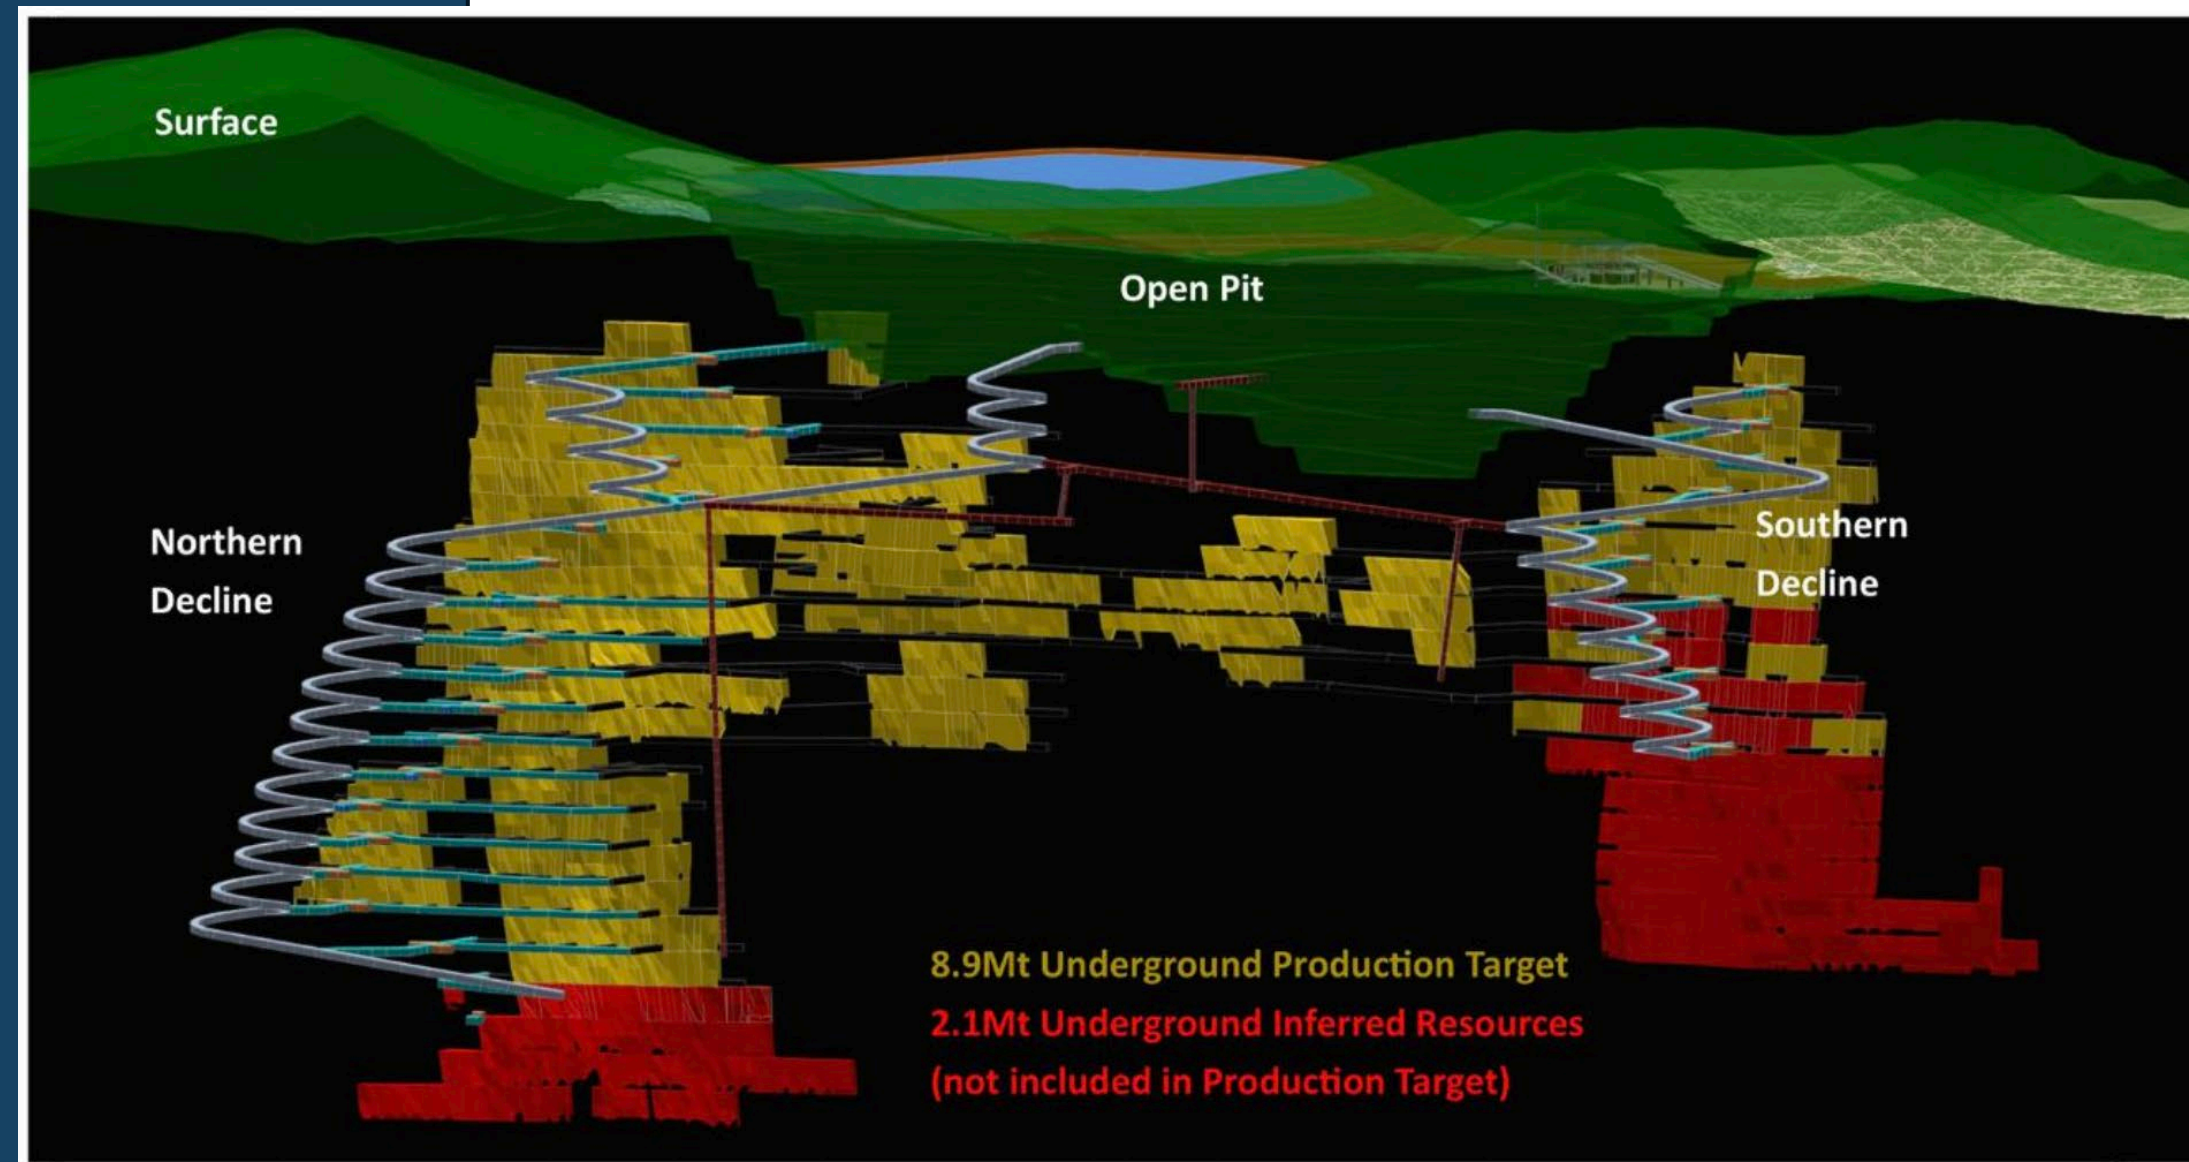 Surface
Open Pit
Northern
Decline
Southern
Decline
8.9Mt Underground Production Target
2.1Mt Underground Inferred Resources
(not included in Production Target)